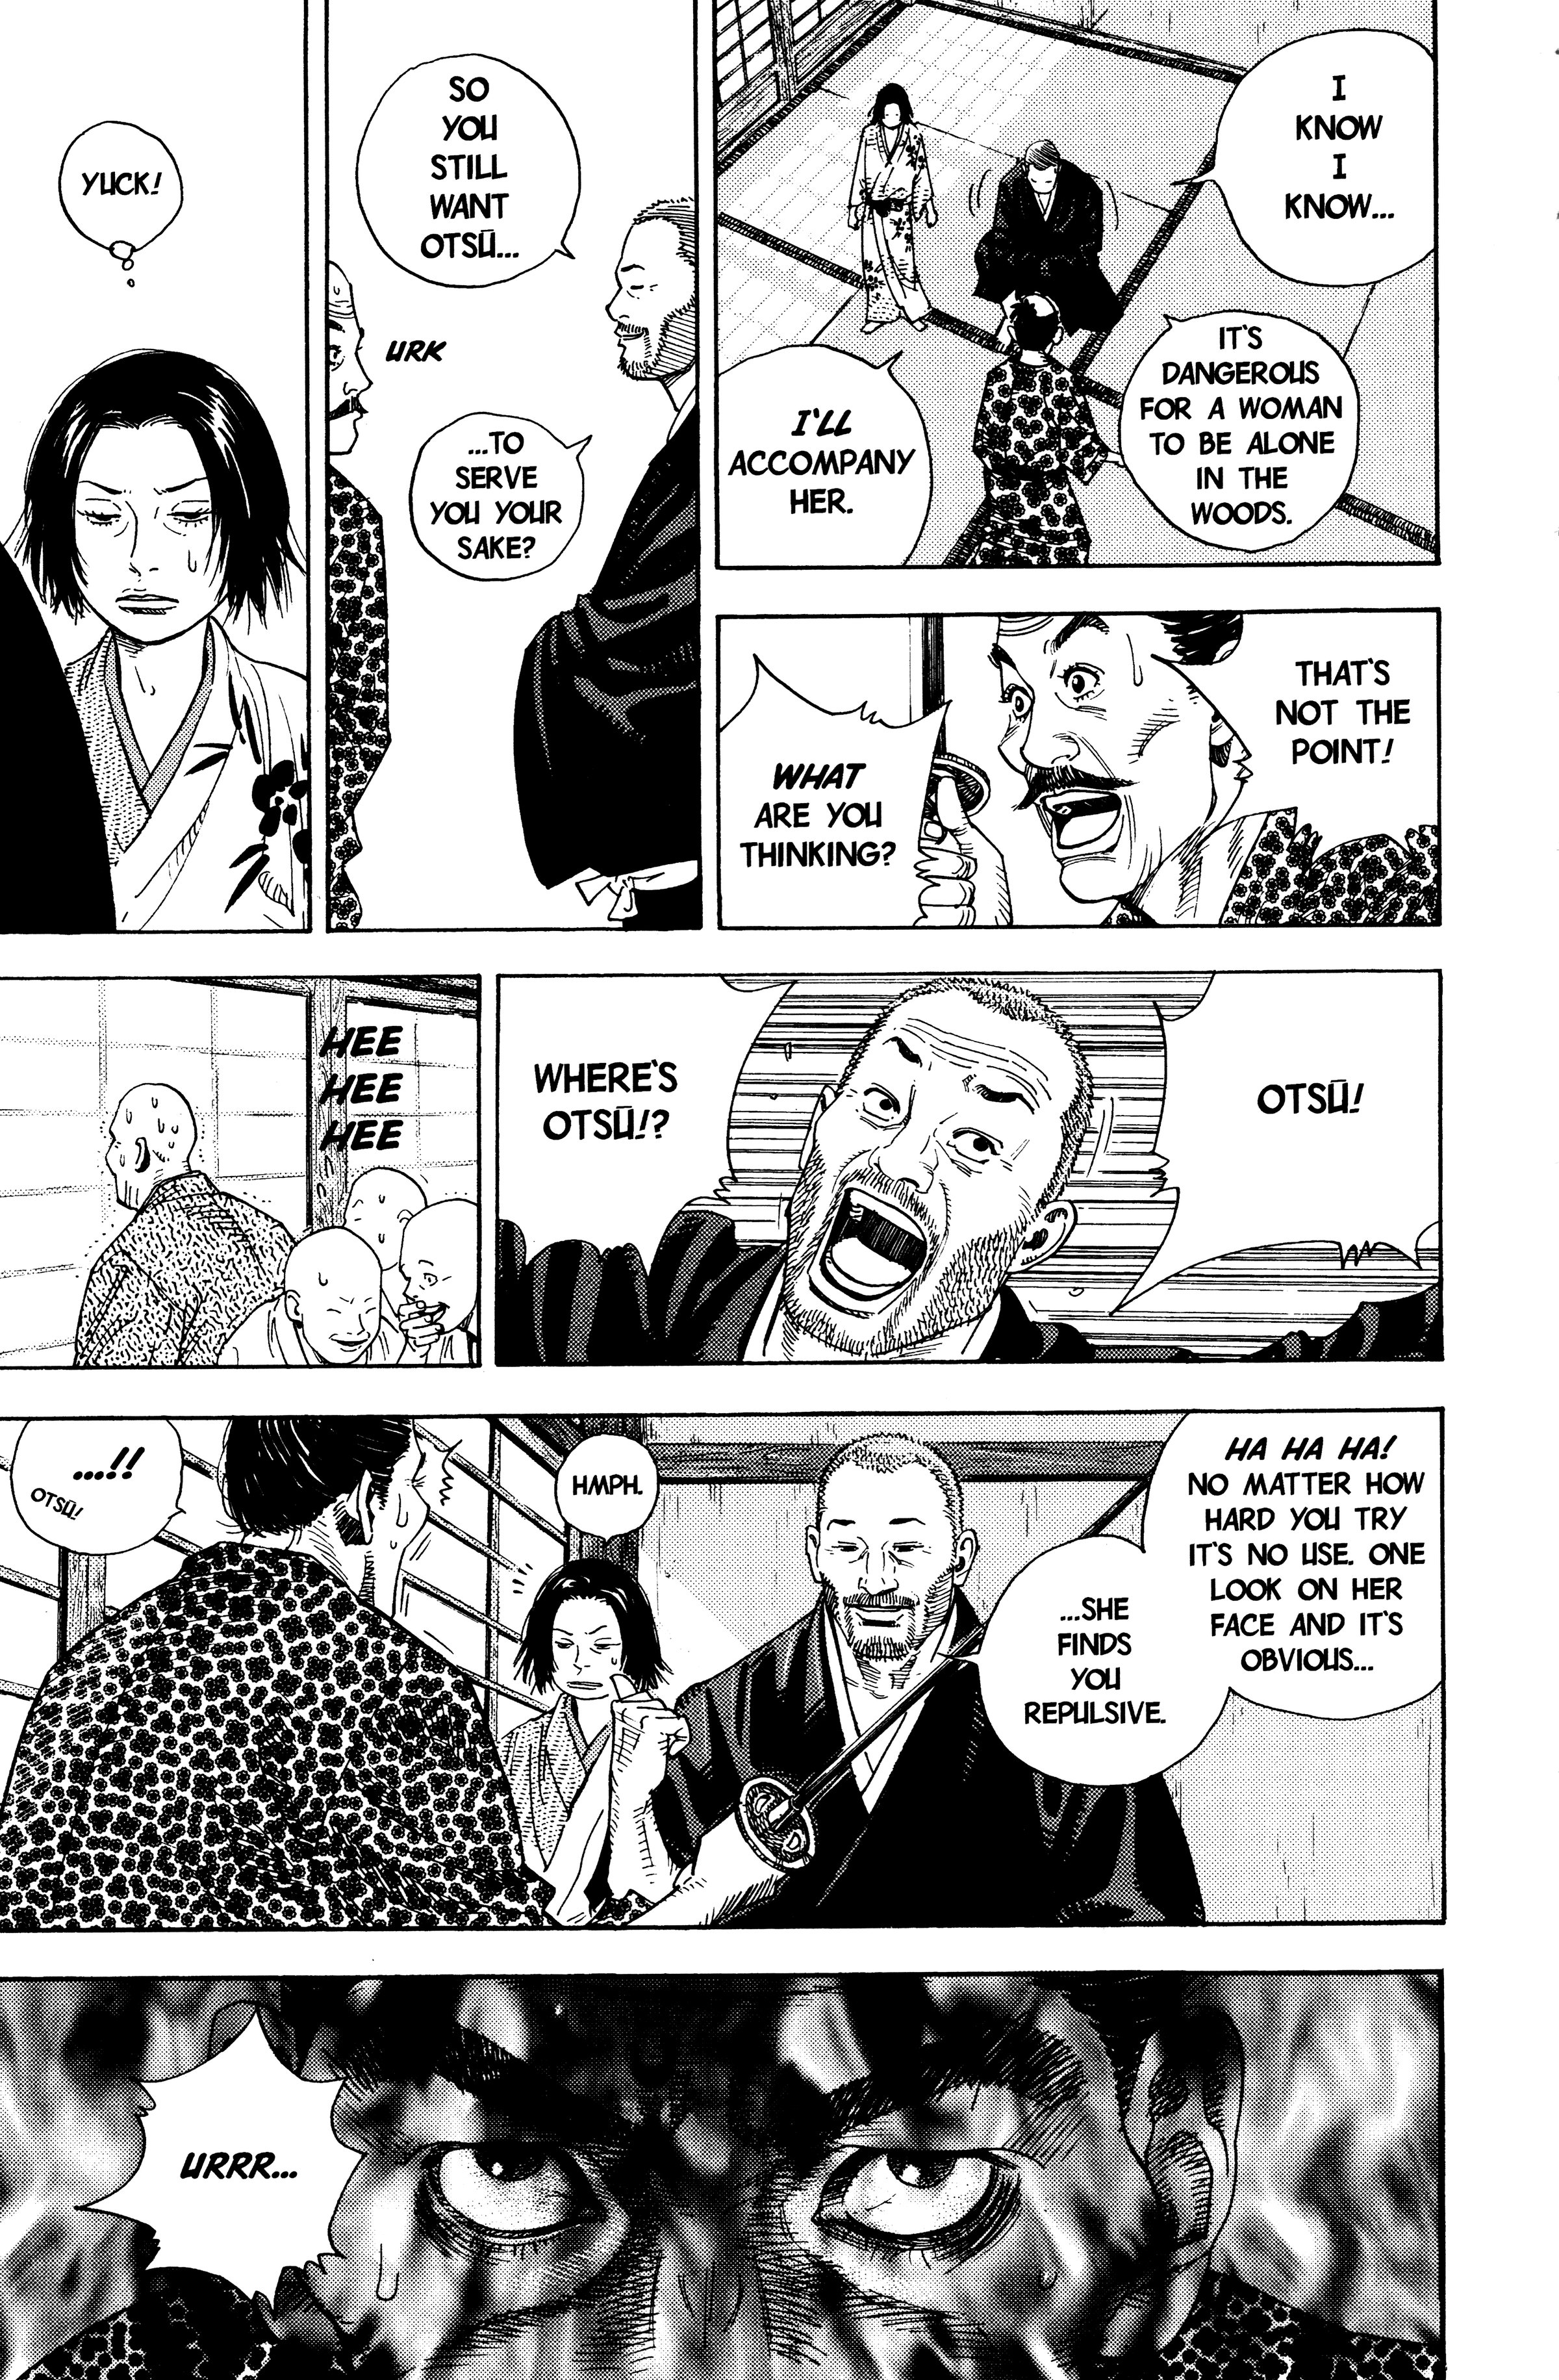 I
KNOW
I
KNOW...
IT'S
DANGEROUS
FOR A WOMAN
TO BE ALONE
IN THE
WOODS.
I'LL
ACCOMPANY
HER.
THAT'S
NOT THE
POINT!
WHAT
ARE YOU
THINKING?
SO
YOU
STILL
WANT
OTSŪ...
URK
...TO
SERVE
YOU YOUR
SAKE?
YUCK!
OTSŪ!
WHERE'S
OTSŪ!?
HEE
HEE
HEE
HA HA HA!
NO MATTER HOW
HARD YOU TRY
IT'S NO USE. ONE
LOOK ON HER
FACE AND IT'S
OBVIOUS...
...SHE
FINDS
YOU
REPULSIVE.
HMPH.
...!!
OTSŪ!
URRR...